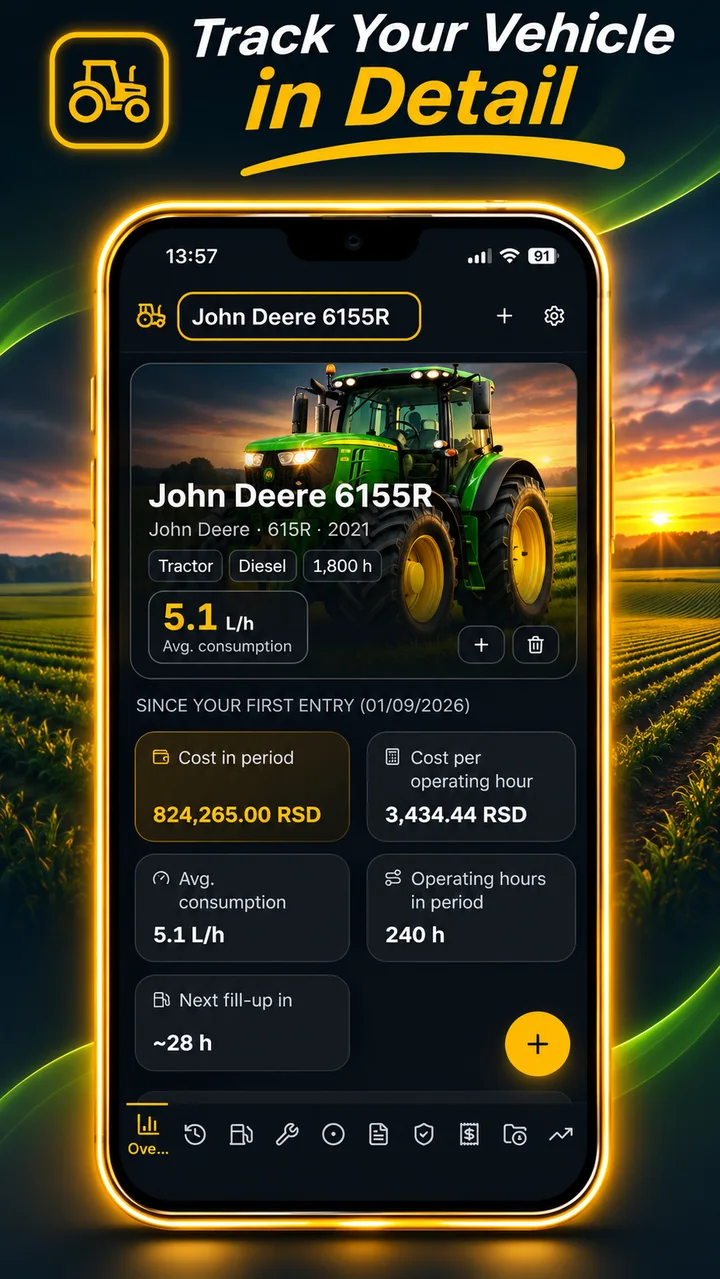 Track Your Vehicle
in Detail
13:57
91
John Deere 6155R
John Deere 6155R
John Deere · 615R · 2021
Tractor
Diesel
1,800 h
5.1 L/h
Avg. consumption
SINCE YOUR FIRST ENTRY (01/09/2026)
Cost in period
824,265.00 RSD
Cost per
operating hour
3,434.44 RSD
Avg.
consumption
5.1 L/h
Operating hours
in period
240 h
Next fill-up in
~28 h
Ove...